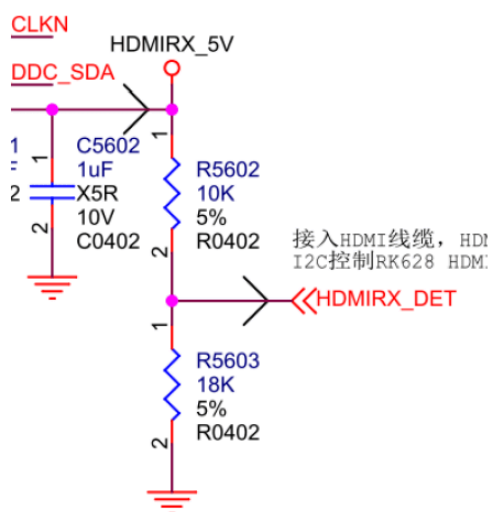 CLKN
HDMIRX_5V
DDC_SDA
1
C5602
1uF
X5R
10V
C0402
1
2
2
1
R5602
10K
5%
R0402
2
接入HDMI线缆，HDM
I2C控制RK628 HDMI
HDMIRX_DET
1
R5603
18K
5%
R0402
2